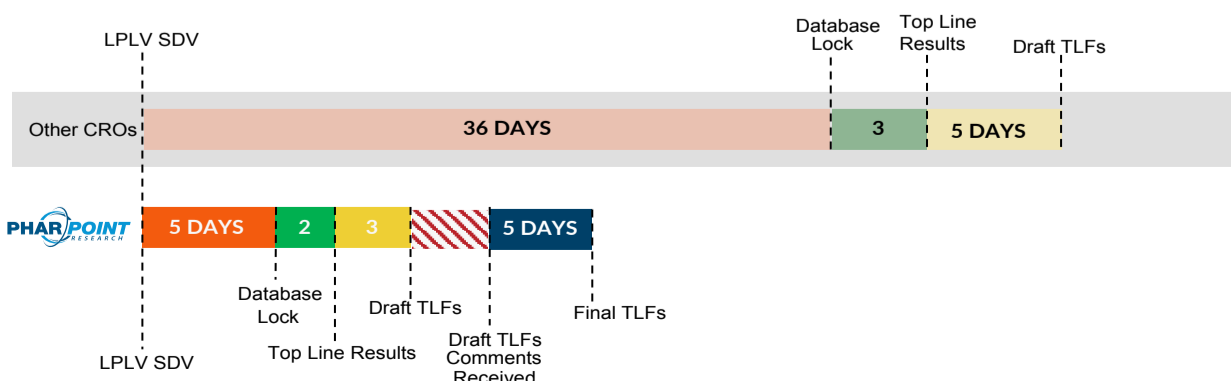 LPLV SDV
Database
Lock
Top Line
Results
Draft TLFs
Other CROs
36 DAYS
3
5 DAYS
PHARPOINT
RESEARCH
5 DAYS
2
3
5 DAYS
Database
Lock
Draft TLFs
Final TLFs
LPLV SDV
Top Line Results
Draft TLFs
Comments
Received